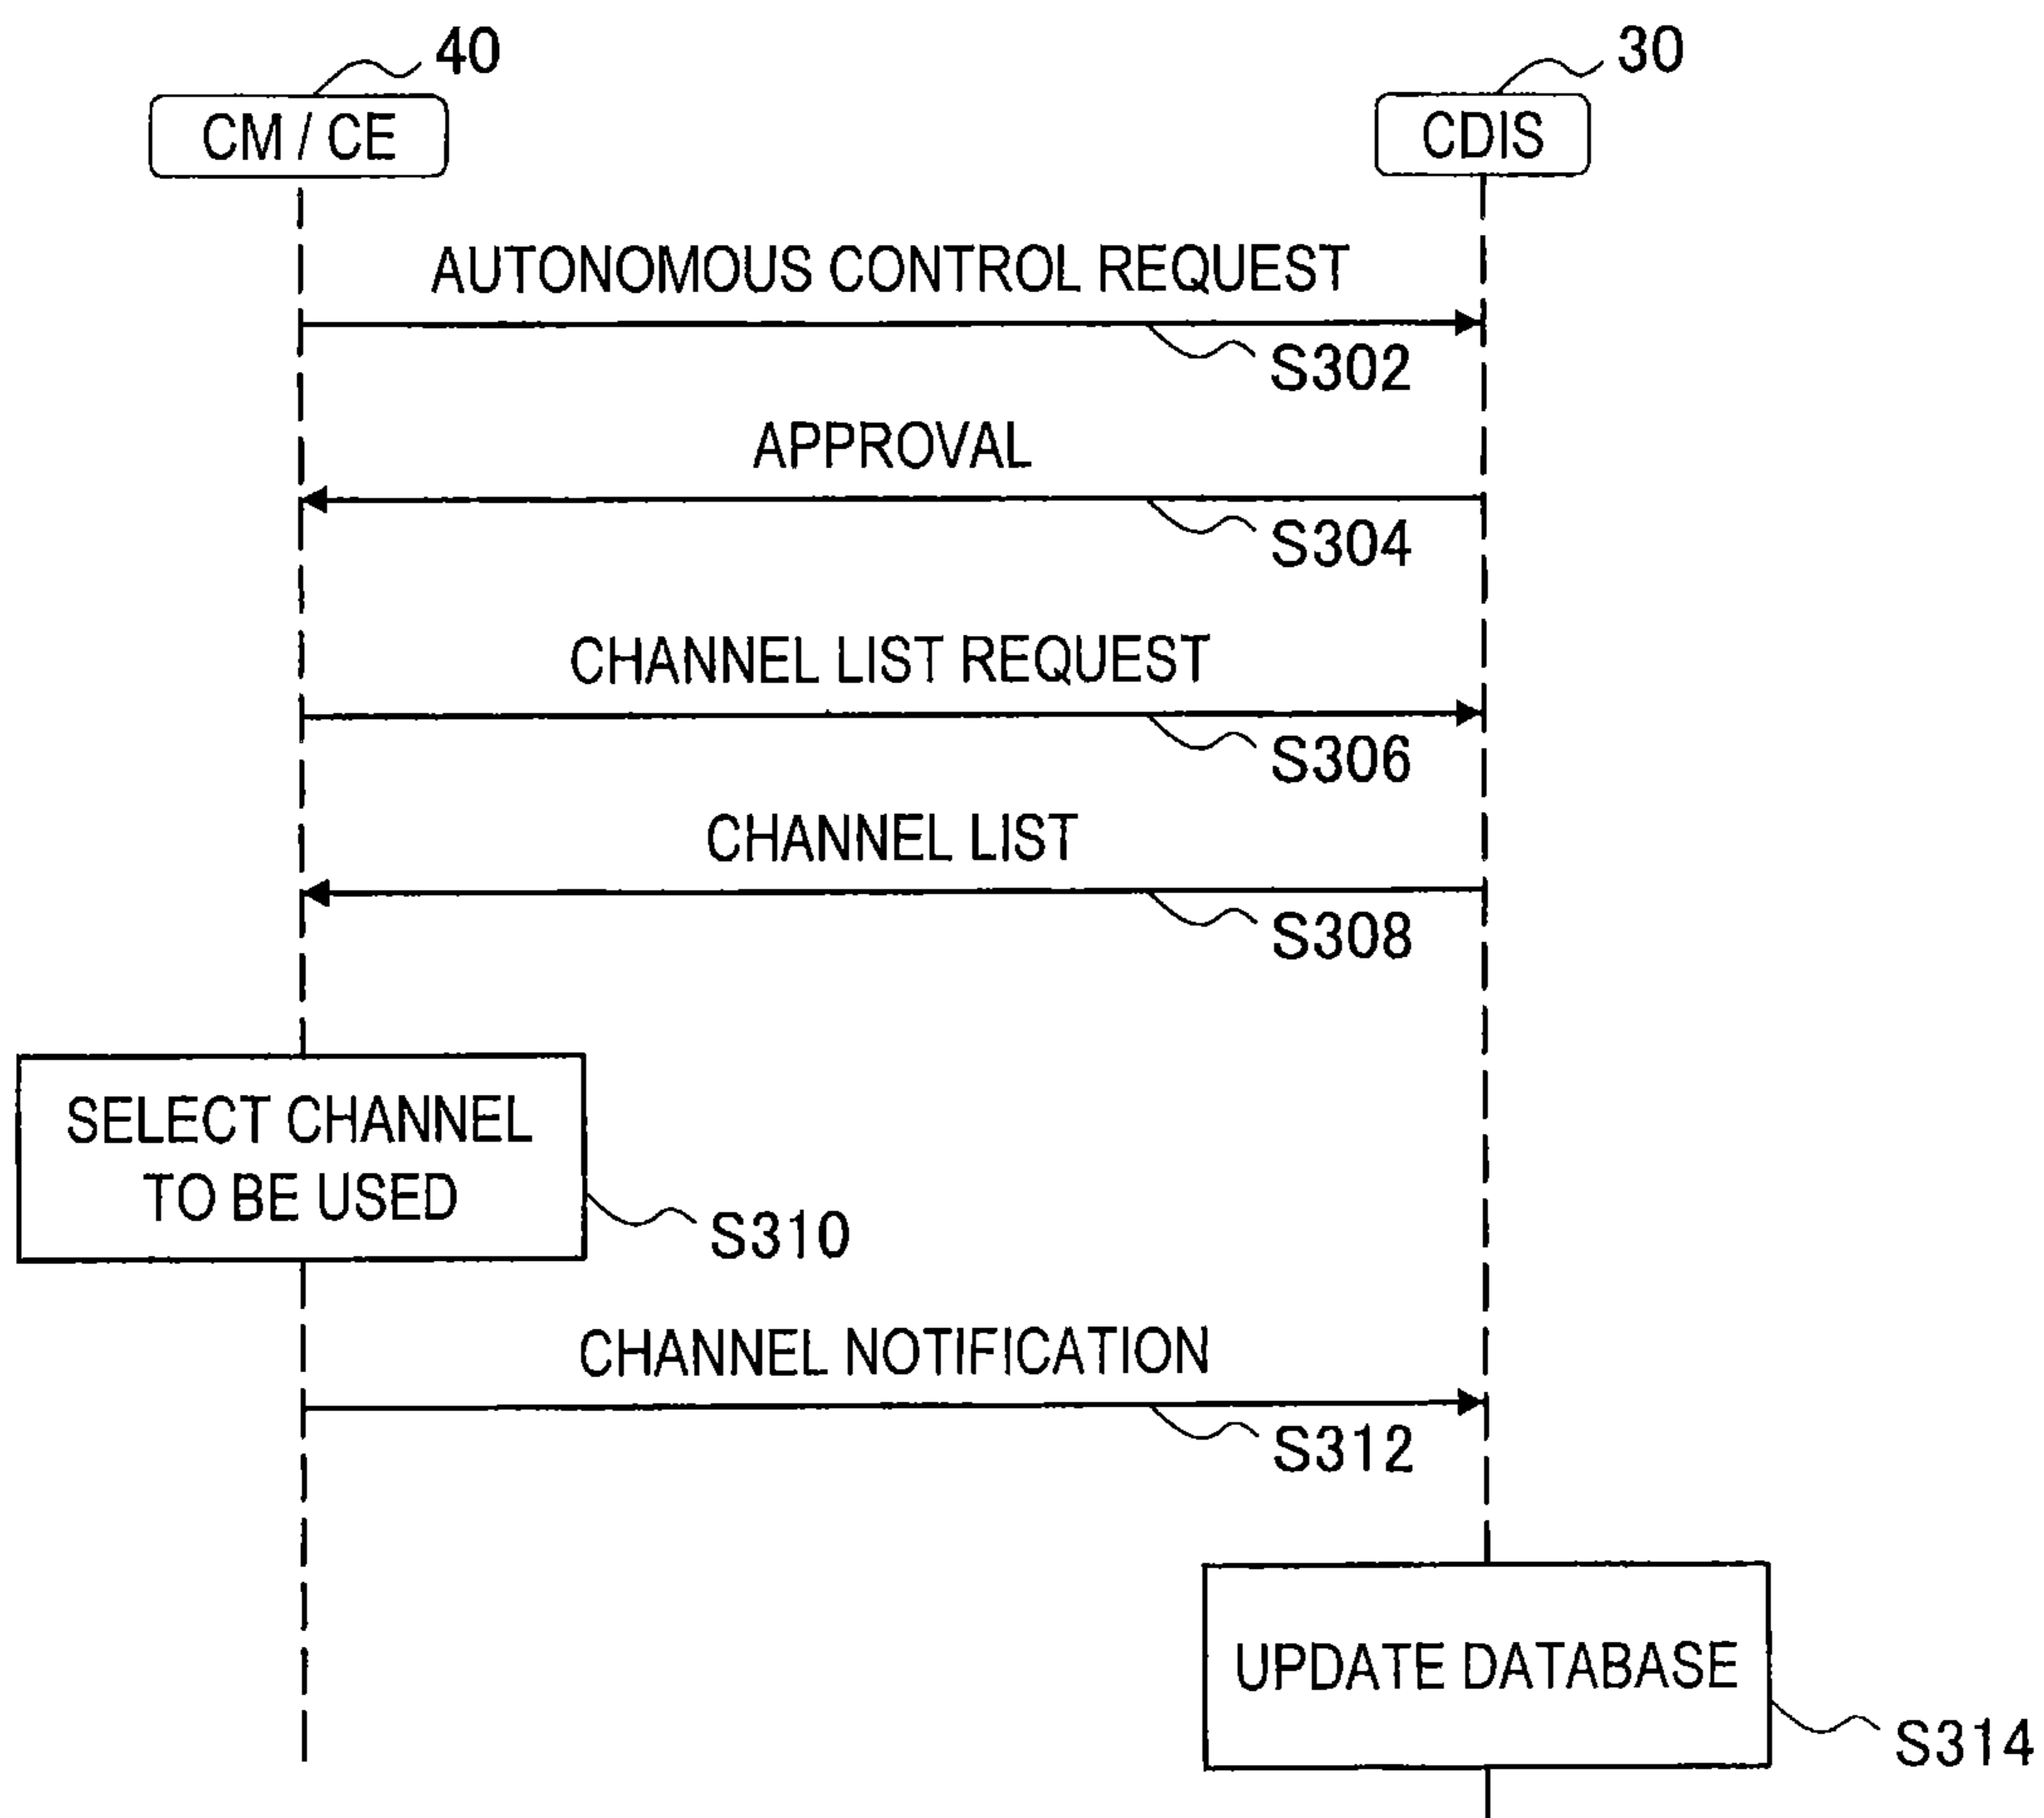 40
30
CM / CE
CDIS
AUTONOMOUS CONTROL REQUEST
S302
APPROVAL
S304
CHANNEL LIST REQUEST
S306
CHANNEL LIST
S308
SELECT CHANNEL
TO BE USED
S310
CHANNEL NOTIFICATION
S312
UPDATE DATABASE
S314